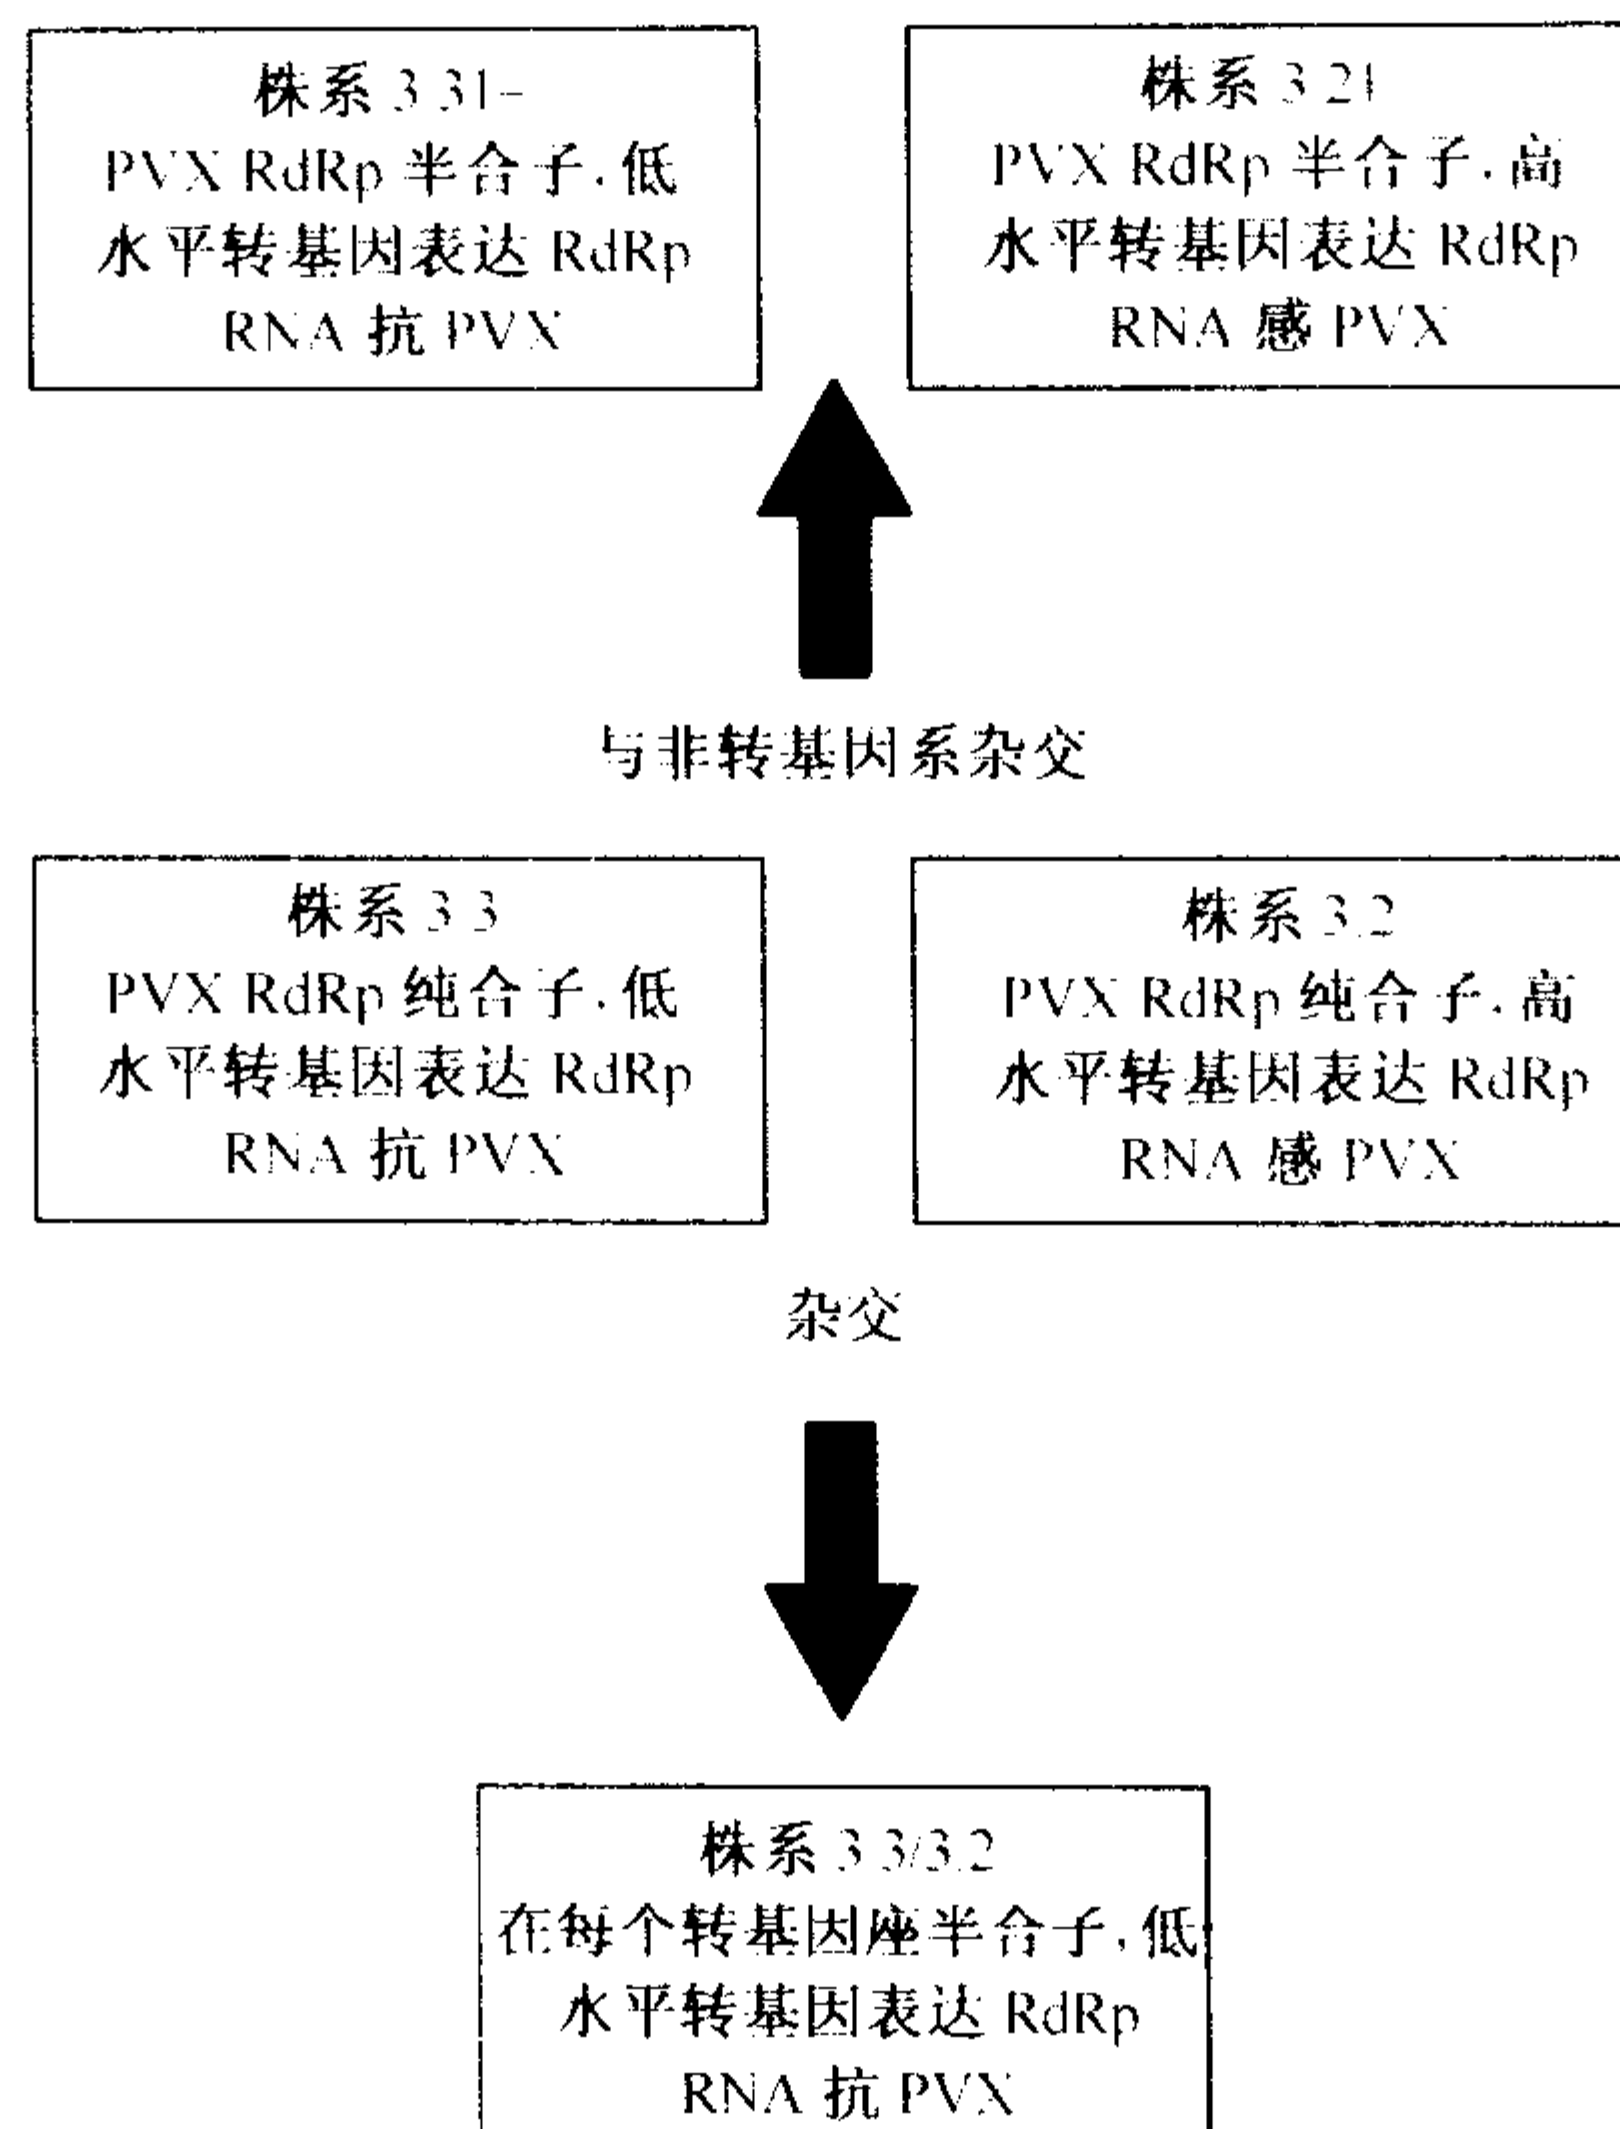 株系 3.31-
PVX RdRp 半合子,低
水平转基因表达 RdRp
RNA 抗 PVX
株系 3.21
PVX RdRp 半合子,高
水平转基因表达 RdRp
RNA 感 PVX
与非转基因系杂交
株系 3.3
PVX RdRp 纯合子,低
水平转基因表达 RdRp
RNA 抗 PVX
株系 3.2
PVX RdRp 纯合子,高
水平转基因表达 RdRp
RNA 感 PVX
杂交
株系 3.3/3.2
在每个转基因座半合子,低
水平转基因表达 RdRp
RNA 抗 PVX